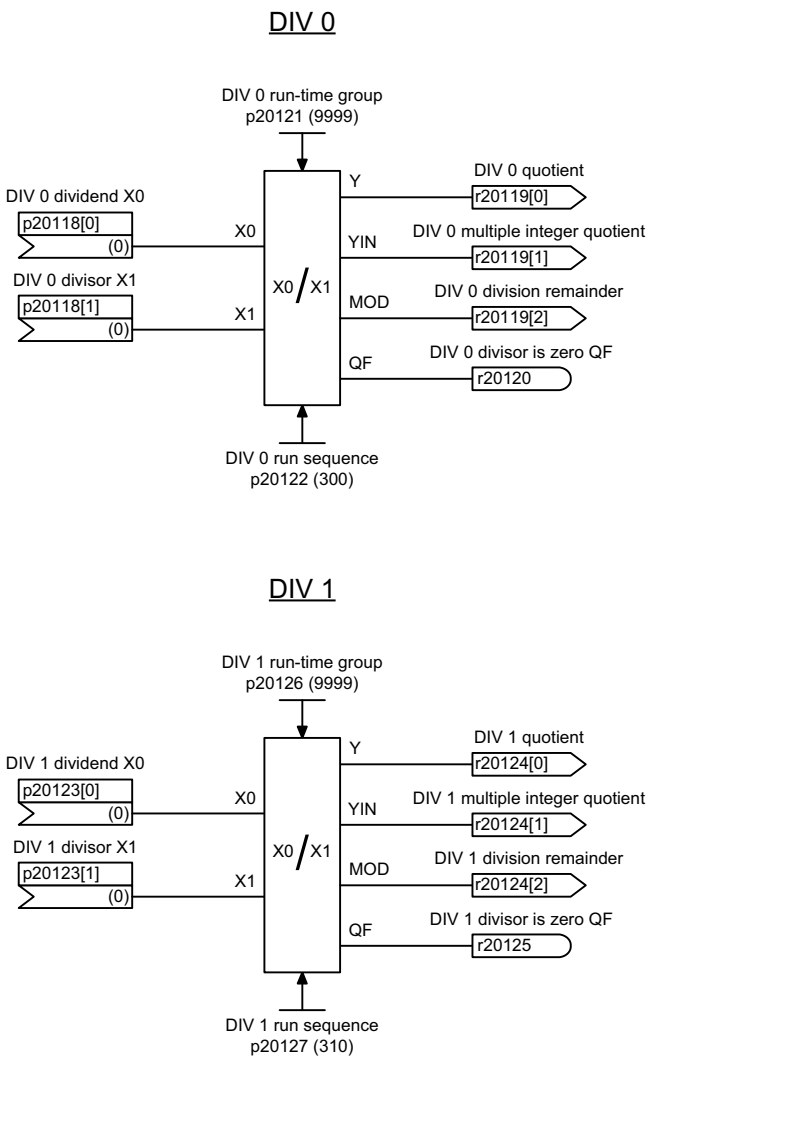 DIV 0
DIV 0 run-time group
p20121 (9999)
DIV 0 dividend X0
p20118[0]
(0)
X0
DIV 0 divisor X1
p20118[1]
(0)
X1
X0 / X1
Y
DIV 0 quotient
r20119[0]
YIN
DIV 0 multiple integer quotient
r20119[1]
MOD
DIV 0 division remainder
r20119[2]
QF
DIV 0 divisor is zero QF
r20120
DIV 0 run sequence
p20122 (300)
DIV 1
DIV 1 run-time group
p20126 (9999)
DIV 1 dividend X0
p20123[0]
(0)
X0
DIV 1 divisor X1
p20123[1]
(0)
X1
X0 / X1
Y
DIV 1 quotient
r20124[0]
YIN
DIV 1 multiple integer quotient
r20124[1]
MOD
DIV 1 division remainder
r20124[2]
QF
DIV 1 divisor is zero QF
r20125
DIV 1 run sequence
p20127 (310)